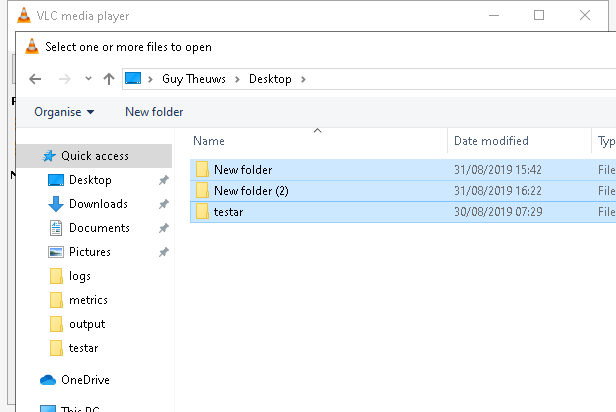 VLC media player
Select one or more files to open
Guy Theuws > Desktop >
Organise New folder
Name Date modified Typ
Quick access
New folder 31/08/2019 15:42 File
Desktop
New folder (2) 31/08/2019 16:22 File
Downloads
testar 30/08/2019 07:29 File
Documents
Pictures
logs
metrics
output
testar
OneDrive
This PC